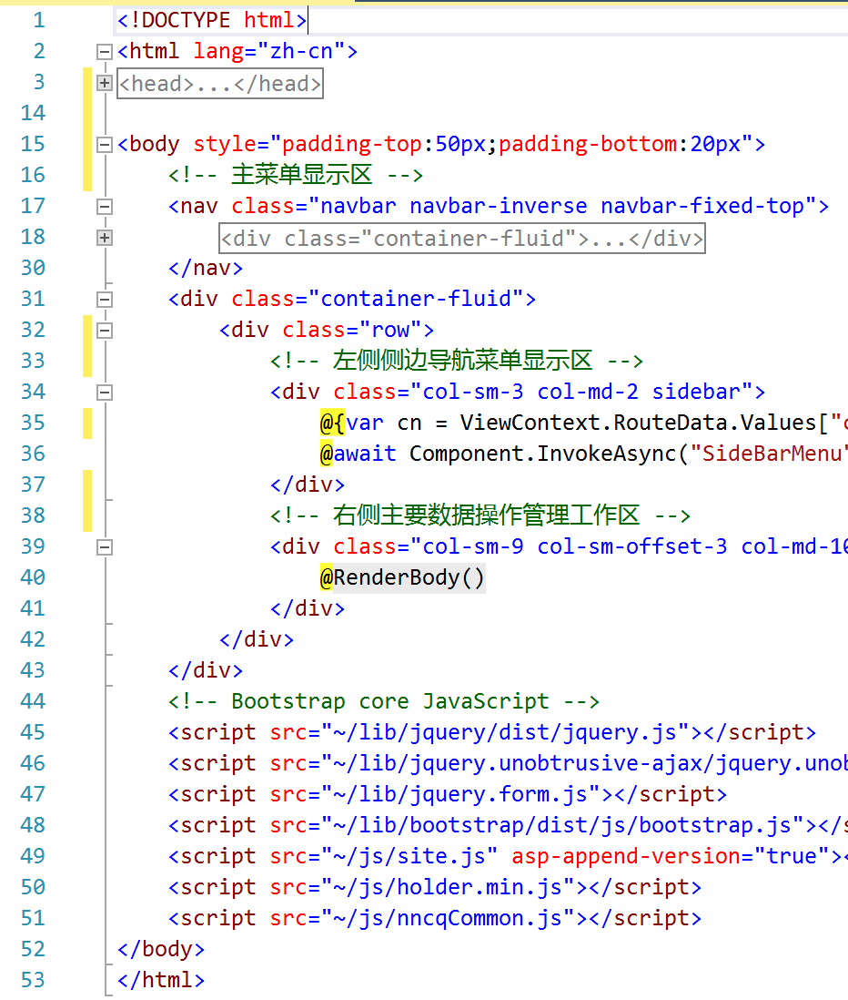 1 <!DOCTYPE html>
2 <html lang="zh-cn">
3 <head>...</head>
14
15 <body style="padding-top:50px;padding-bottom:20px">
16 <!-- 主菜单显示区 -->
17 <nav class="navbar navbar-inverse navbar-fixed-top">
18 <div class="container-fluid">...</div>
30 </nav>
31 <div class="container-fluid">
32 <div class="row">
33 <!-- 左侧侧边导航菜单显示区 -->
34 <div class="col-sm-3 col-md-2 sidebar">
35 @{var cn = ViewContext.RouteData.Values["
36 @await Component.InvokeAsync("SideBarMenu"
37 </div>
38 <!-- 右侧主要数据操作管理工作区 -->
39 <div class="col-sm-9 col-sm-offset-3 col-md-10
40 @RenderBody()
41 </div>
42 </div>
43 </div>
44 <!-- Bootstrap core JavaScript -->
45 <script src="~/lib/jquery/dist/jquery.js"></script>
46 <script src="~/lib/jquery.unobtrusive-ajax/jquery.unob
47 <script src="~/lib/jquery.form.js"></script>
48 <script src="~/lib/bootstrap/dist/js/bootstrap.js"></s
49 <script src="~/js/site.js" asp-append-version="true"><
50 <script src="~/js/holder.min.js"></script>
51 <script src="~/js/nncqCommon.js"></script>
52 </body>
53 </html>